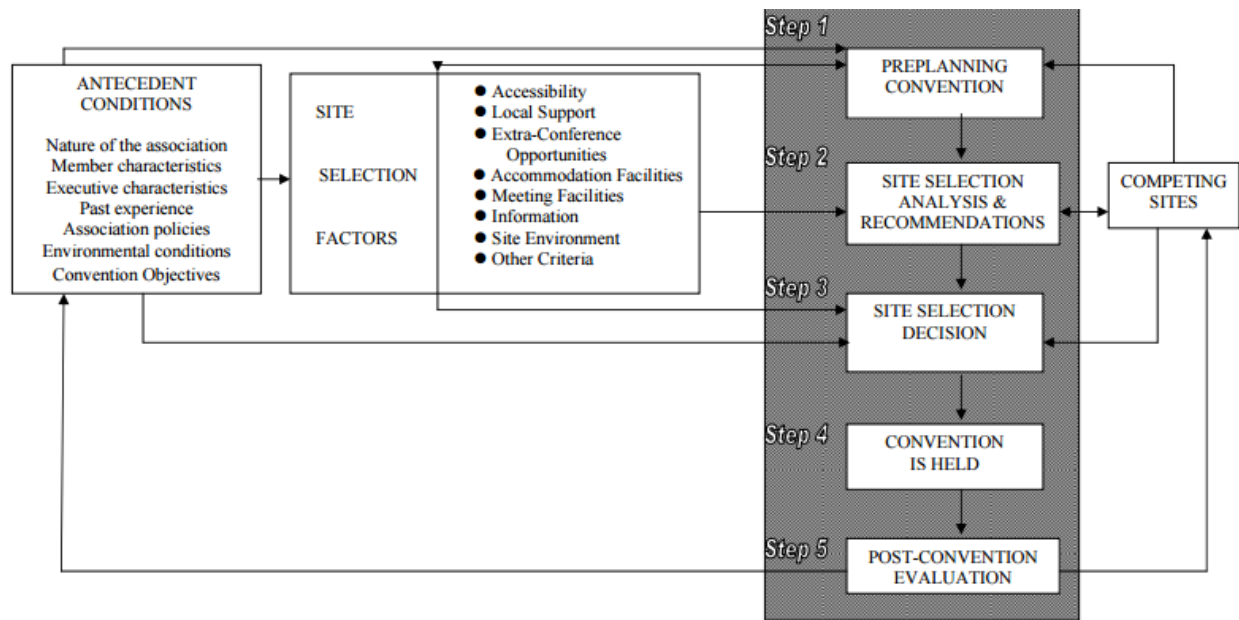 Step 1
ANTECEDENT
CONDITIONS
Nature of the association
Member characteristics
Executive characteristics
Past experience
Association policies
Environmental conditions
Convention Objectives
SITE
SELECTION
FACTORS
● Accessibility
● Local Support
● Extra-Conference
Opportunities
● Accommodation Facilities
● Meeting Facilities
● Information
● Site Environment
● Other Criteria
PREPLANNING
CONVENTION
Step 2
SITE SELECTION
ANALYSIS &
RECOMMENDATIONS
COMPETING
SITES
Step 3
SITE SELECTION
DECISION
Step 4
CONVENTION
IS HELD
Step 5
POST-CONVENTION
EVALUATION